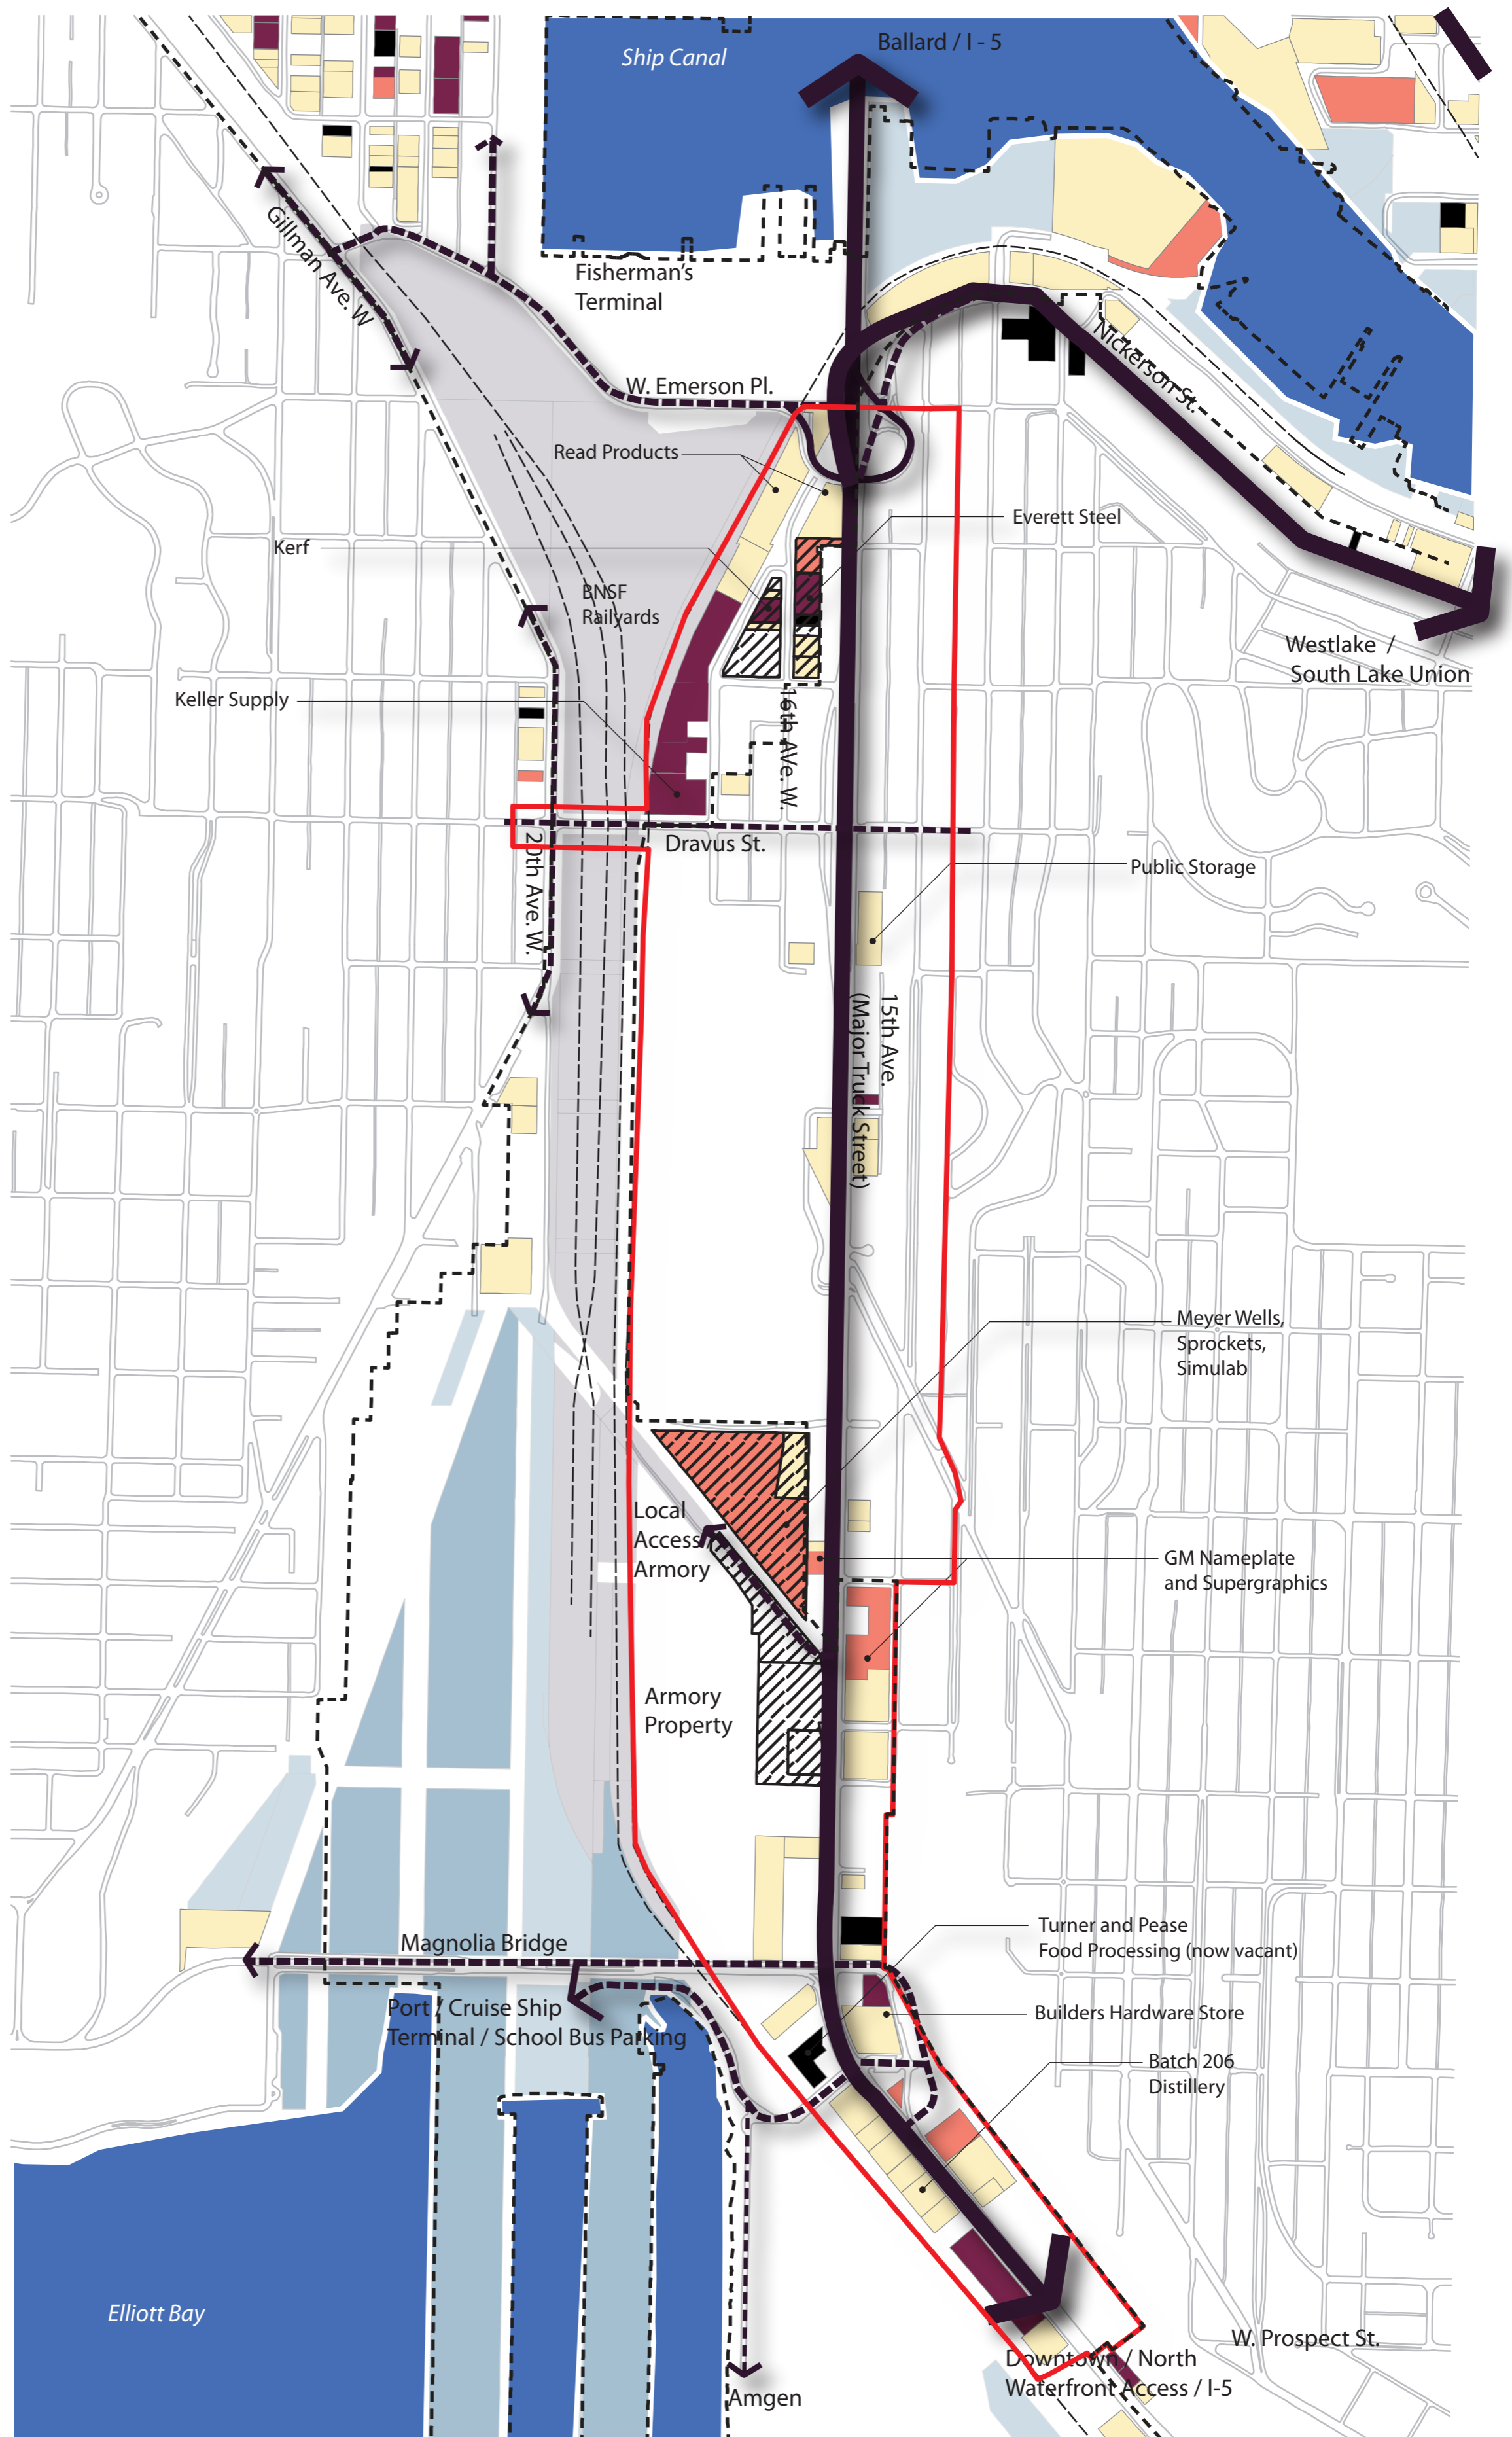 Ballard / I - 5
Ship Canal
Gillman Ave. W
Fisherman's
Terminal
Nickerson St.
W. Emerson Pl.
Read Products
Everett Steel
Kerf
BNSF
Railyards
Westlake /
South Lake Union
Keller Supply
16th AVe. W.
20th Ave. W.
Dravus St.
Public Storage
15th Ave.
(Major Truck Street)
Meyer Wells,
Sprockets,
Simulab
Local
Access /
Armory
GM Nameplate
and Supergraphics
Armory
Property
Turner and Pease
Food Processing (now vacant)
Magnolia Bridge
Port / Cruise Ship
Terminal / School Bus Parking
Builders Hardware Store
Batch 206
Distillery
Elliott Bay
W. Prospect St.
Downtown / North
Waterfront Access / I-5
Amgen